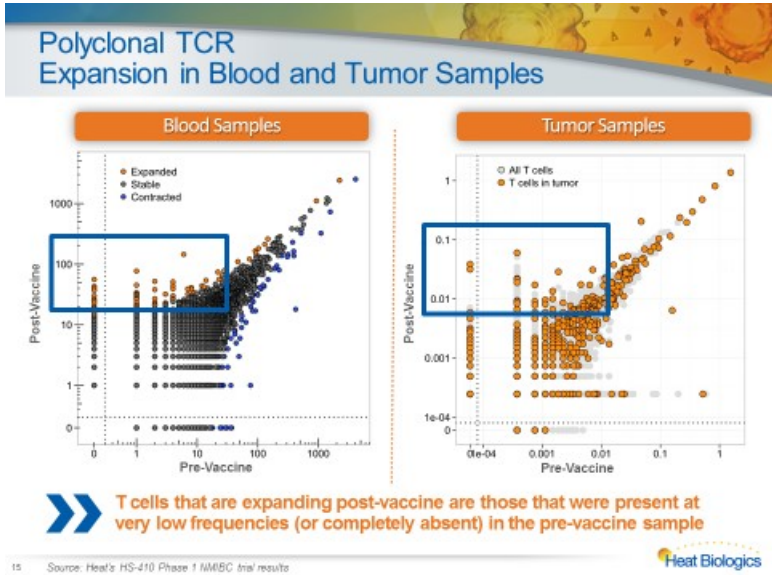 Polyclonal TCR
Expansion in Blood and Tumor Samples
Blood Samples
Expanded
Stable
Contracted
1000
100
10
1
0
Post-Vaccine
0 1 10 100 1000
Pre-Vaccine
Tumor Samples
All T cells
T cells in tumor
1
0.1
0.01
0.001
1e-04
0
Post-Vaccine
0 1e-04 0.001 0.01 0.1 1
Pre-Vaccine
T cells that are expanding post-vaccine are those that were present at
very low frequencies (or completely absent) in the pre-vaccine sample
15 Source: Heat's HS-410 Phase 1 NMIBC trial results
Heat Biologics